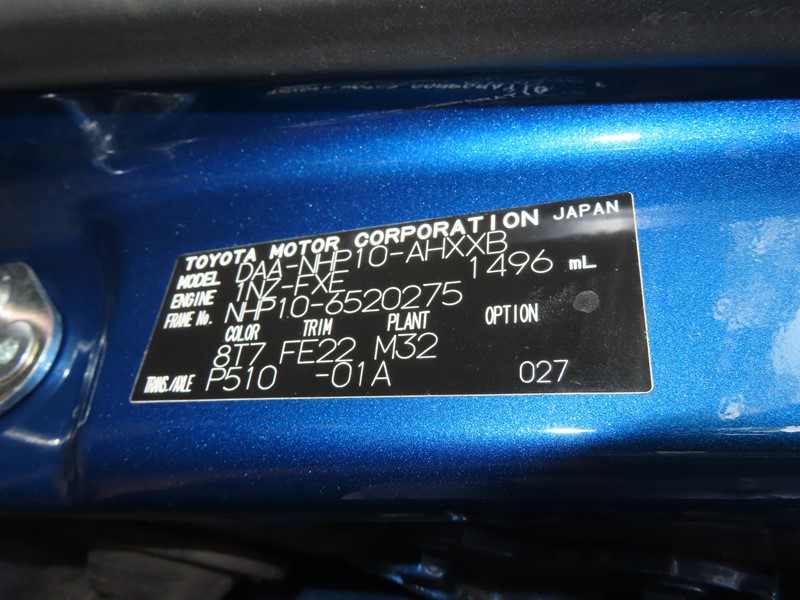 TOYOTA MOTOR CORPORATION JAPAN
MODEL DAA-NHP10-AHXXB
ENGINE 1NZ-FXE 1496 mL
FRAME No. NHP10-6520275
COLOR TRIM PLANT OPTION
8T7 FE22 M32
TRANS./AXLE P510 -01A 027